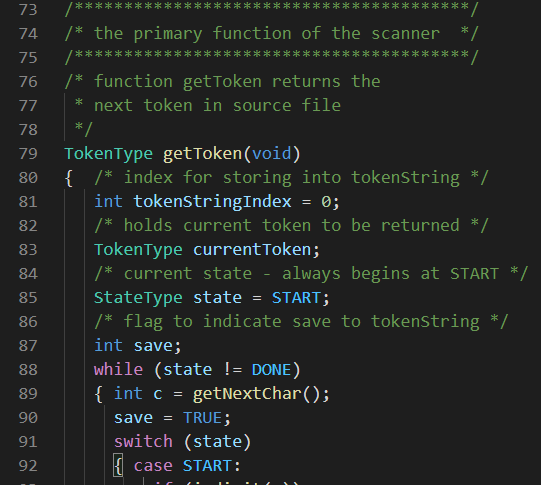 73 /****************************************/
74 /* the primary function of the scanner  */
75 /****************************************/
76 /* function getToken returns the
77  * next token in source file
78  */
79 TokenType getToken(void)
80 {  /* index for storing into tokenString */
81    int tokenStringIndex = 0;
82    /* holds current token to be returned */
83    TokenType currentToken;
84    /* current state - always begins at START */
85    StateType state = START;
86    /* flag to indicate save to tokenString */
87    int save;
88    while (state != DONE)
89    { int c = getNextChar();
90      save = TRUE;
91      switch (state)
92      { case START: